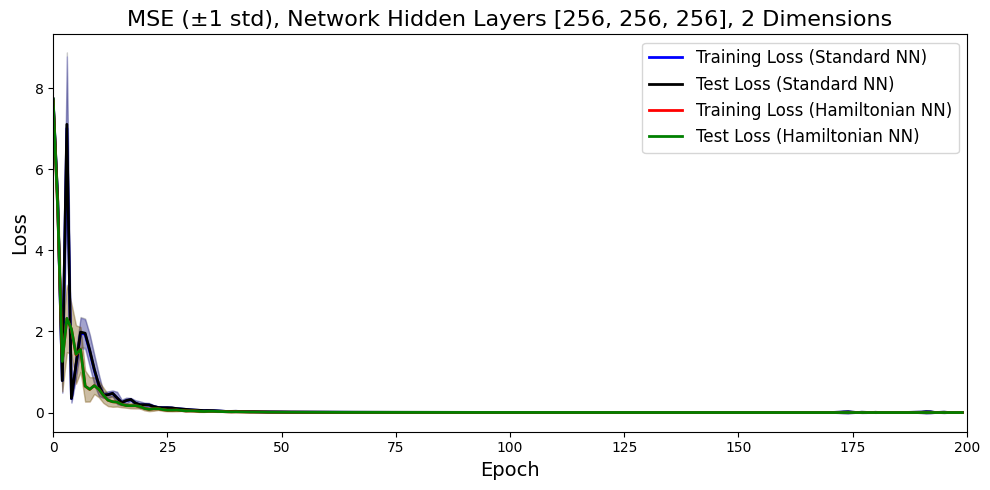 MSE (±1 std), Network Hidden Layers [256, 256, 256], 2 Dimensions
Training Loss (Standard NN)
Test Loss (Standard NN)
Training Loss (Hamiltonian NN)
Test Loss (Hamiltonian NN)
Loss
8
6
4
2
0
0 25 50 75 100 125 150 175 200
Epoch